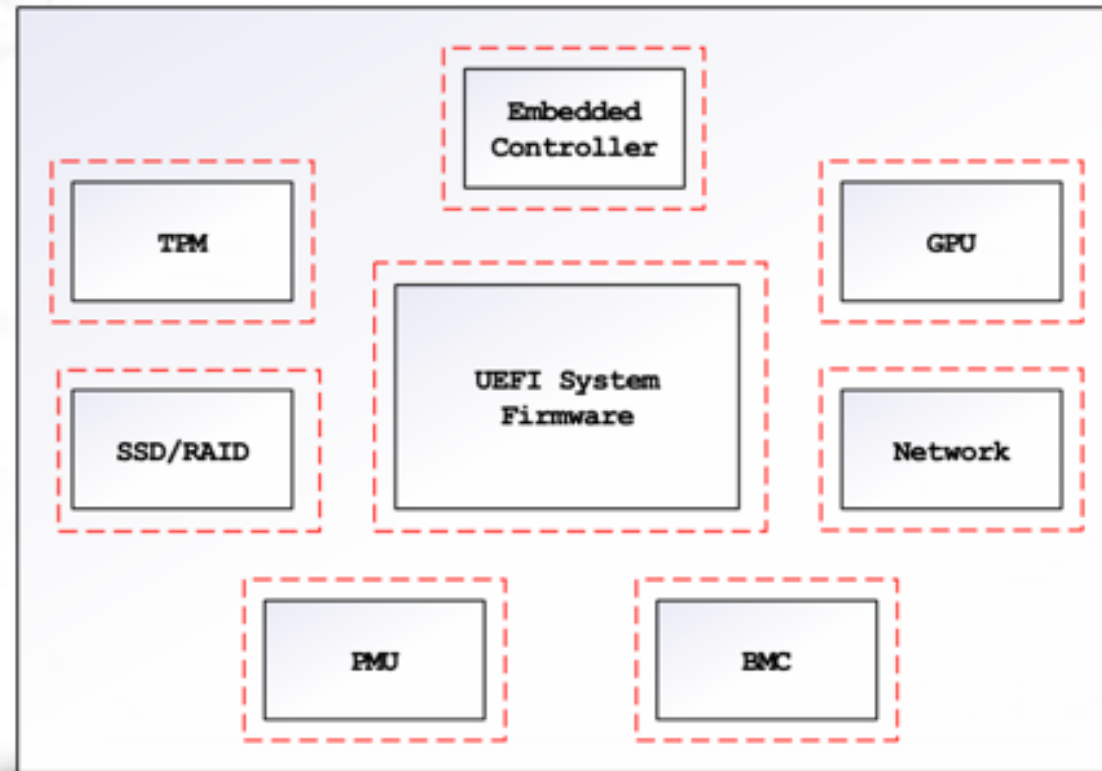 Embedded
Controller
TPM
GPU
UEFI System
Firmware
SSD/RAID
Network
PMU
BMC